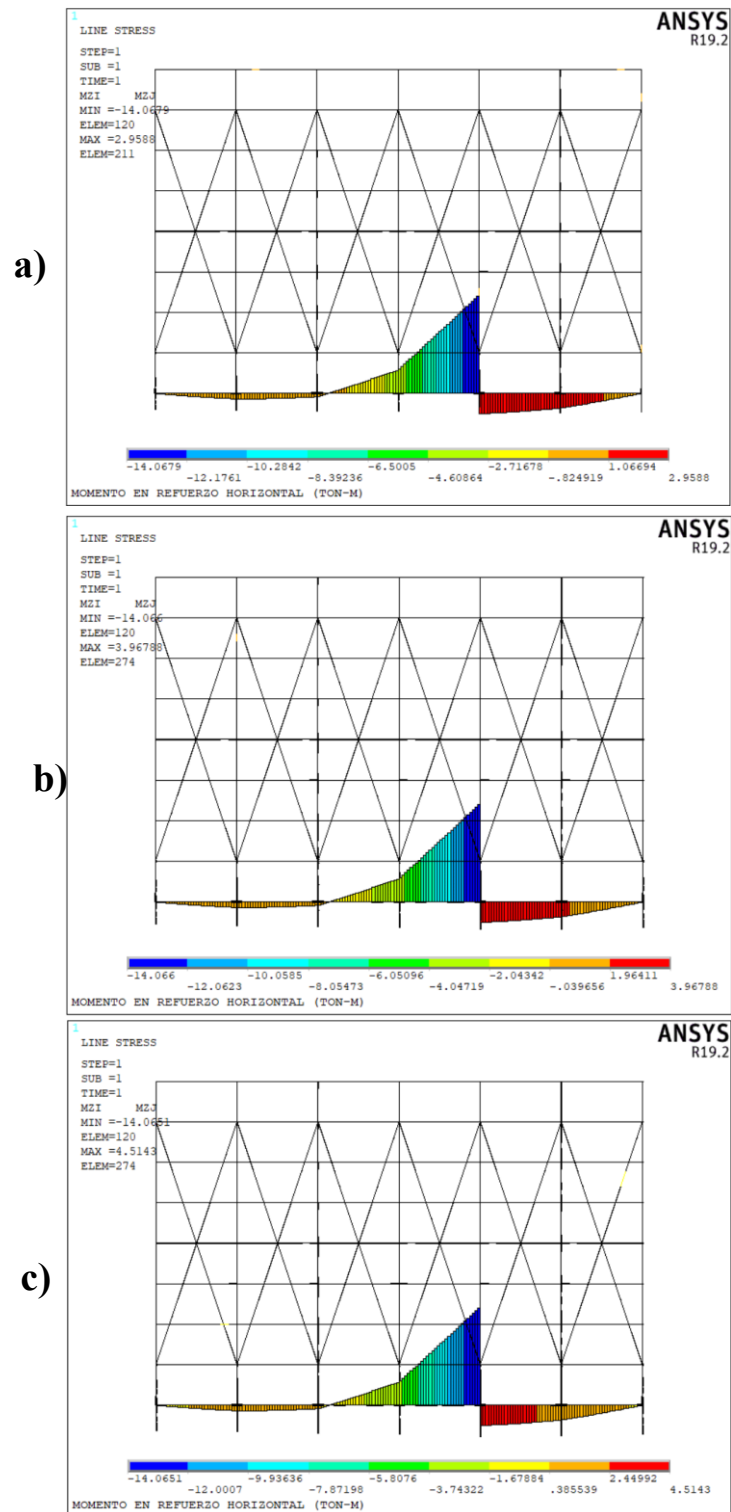 1
ANSYS
R19.2
LINE STRESS
STEP=1
SUB =1
TIME=1
MZI MZJ
MIN =-14.0679
ELEM=120
MAX =2.9588
ELEM=211
a)
-14.0679 -10.2842 -6.5005 -2.71678 1.06694
-12.1761 -8.39236 -4.60864 -.824919 2.9588
MOMENTO EN REFUERZO HORIZONTAL (TON-M)
1
ANSYS
R19.2
LINE STRESS
STEP=1
SUB =1
TIME=1
MZI MZJ
MIN =-14.066
ELEM=120
MAX =3.96788
ELEM=274
b)
-14.066 -10.0585 -6.05096 -2.04342 1.96411
-12.0623 -8.05473 -4.04719 -.039656 3.96788
MOMENTO EN REFUERZO HORIZONTAL (TON-M)
1
ANSYS
R19.2
LINE STRESS
STEP=1
SUB =1
TIME=1
MZI MZJ
MIN =-14.0651
ELEM=120
MAX =4.5143
ELEM=274
c)
-14.0651 -9.93636 -5.8076 -1.67884 2.44992
-12.0007 -7.87198 -3.74322 .385539 4.5143
MOMENTO EN REFUERZO HORIZONTAL (TON-M)